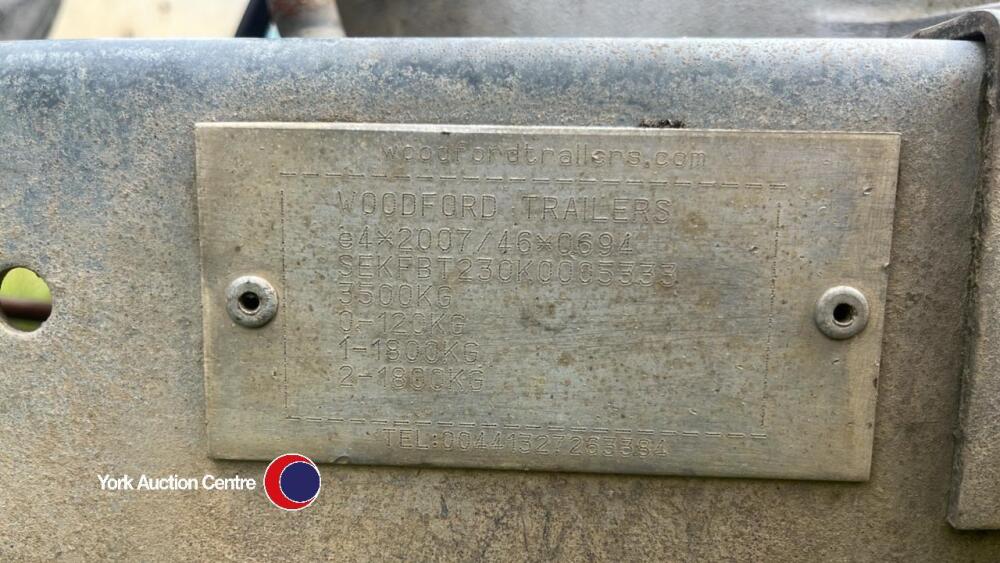 woodfordtrailers.com
WOODFORD TRAILERS
e4*2007/46*0694
SEKFBT230K0005333
3500KG
0-120KG
1-1800KG
2-1800KG
TEL:00441327263384
York Auction Centre